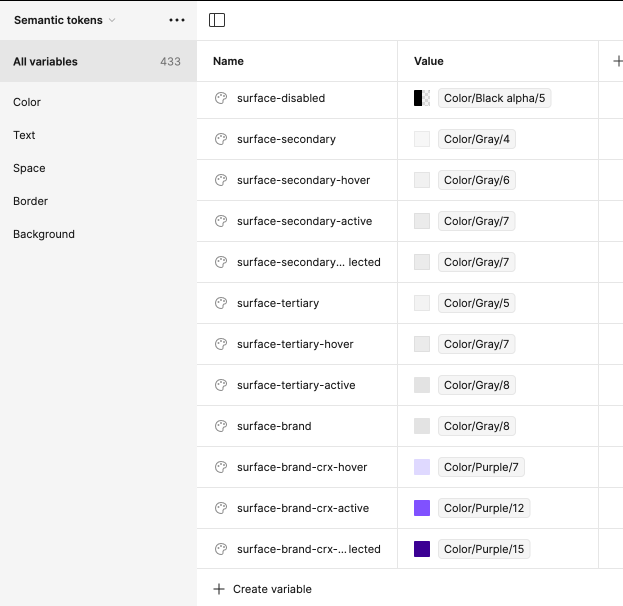 Semantic tokens
All variables 433
Color
Text
Space
Border
Background
Name Value
surface-disabled Color/Black alpha/5
surface-secondary Color/Gray/4
surface-secondary-hover Color/Gray/6
surface-secondary-active Color/Gray/7
surface-secondary... lected Color/Gray/7
surface-tertiary Color/Gray/5
surface-tertiary-hover Color/Gray/7
surface-tertiary-active Color/Gray/8
surface-brand Color/Gray/8
surface-brand-crx-hover Color/Purple/7
surface-brand-crx-active Color/Purple/12
surface-brand-crx-... lected Color/Purple/15
Create variable